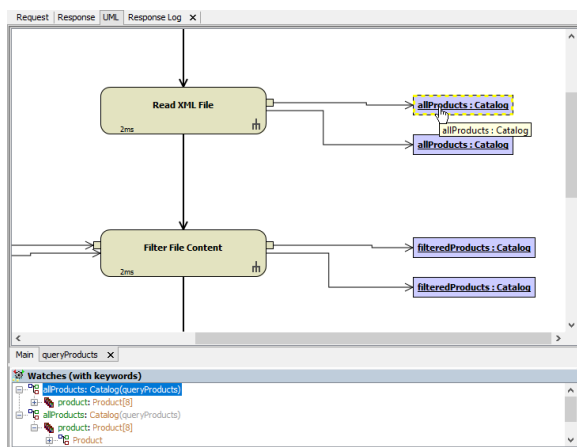 Request Response UML Response Log X
Read XML File
2ms
allProducts : Catalog
allProducts : Catalog
allProducts : Catalog
Filter File Content
2ms
filteredProducts : Catalog
filteredProducts : Catalog
Main queryProducts X
Watches (with keywords)
allProducts: Catalog(queryProducts)
product: Product[8]
allProducts: Catalog(queryProducts)
product: Product[8]
Product